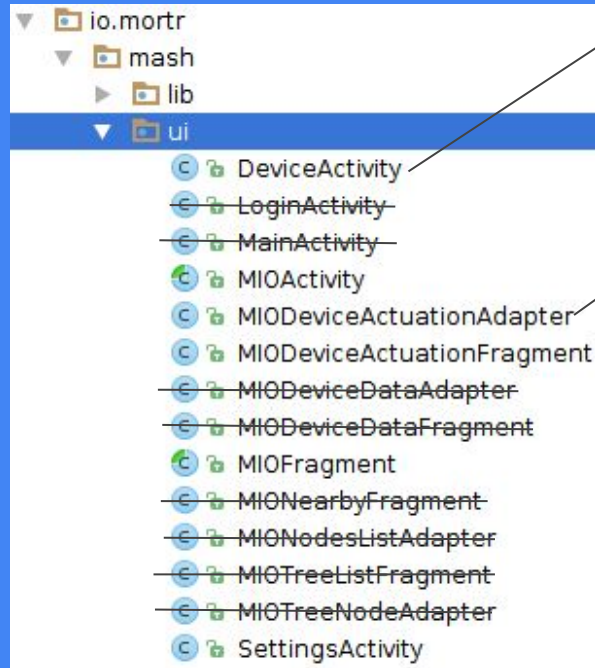 io.mortr
mash
lib
ui
DeviceActivity
LoginActivity
MainActivity
MIOActivity
MIODeviceActuationAdapter
MIODeviceActuationFragment
MIODeviceDataAdapter
MIODeviceDataFragment
MIOFragment
MIONearbyFragment
MIONodesListAdapter
MIOTreeListFragment
MIOTreeNodeAdapter
SettingsActivity